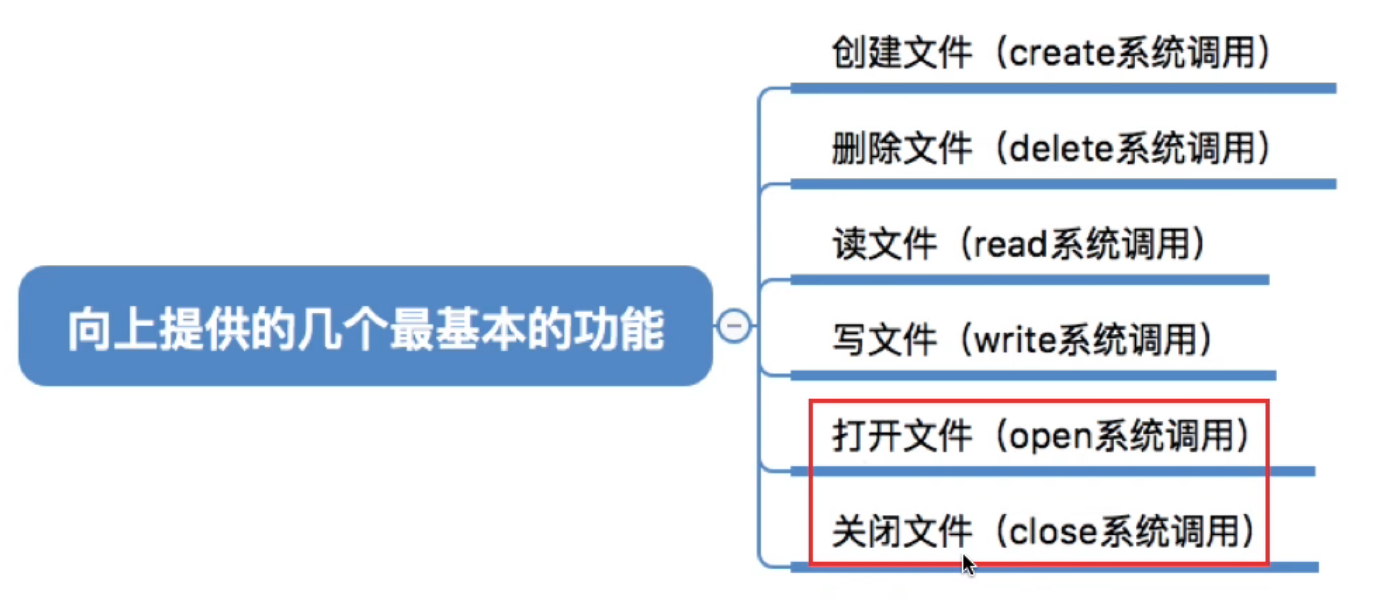 创建文件（create系统调用）
删除文件（delete系统调用）
读文件（read系统调用）
向上提供的几个最基本的功能
写文件（write系统调用）
打开文件（open系统调用）
关闭文件（close系统调用）